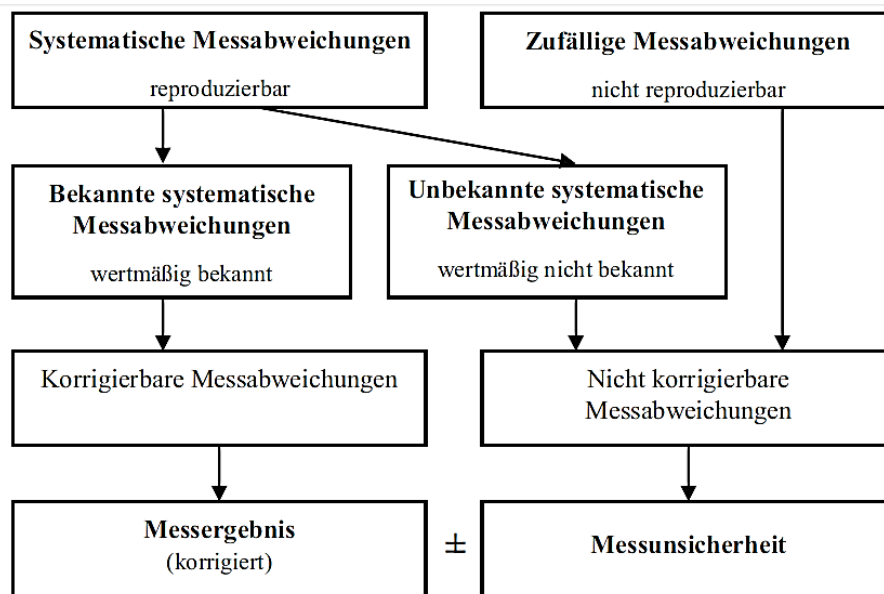 Systematische Messabweichungen
reproduzierbar
Zufällige Messabweichungen
nicht reproduzierbar
Bekannte systematische
Messabweichungen
wertmäßig bekannt
Unbekannte systematische
Messabweichungen
wertmäßig nicht bekannt
Korrigierbare Messabweichungen
Nicht korrigierbare
Messabweichungen
Messergebnis
(korrigiert)
±
Messunsicherheit